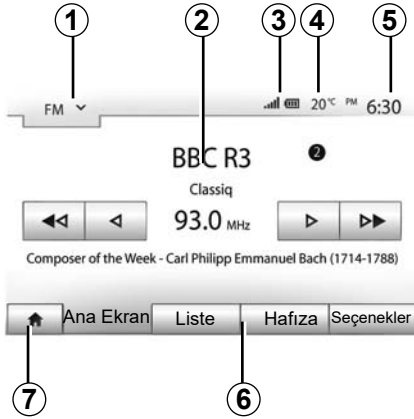 1 2 3 4 5
FM 20°C PM 6:30
BBC R3 2
Classiq
93.0 MHz
Composer of the Week - Carl Philipp Emmanuel Bach (1714-1788)
Ana Ekran Liste Hafıza Seçenekler
7 6